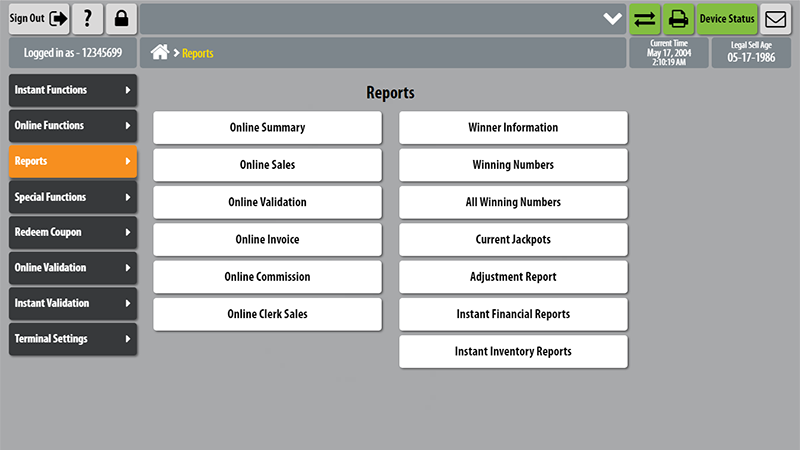 Sign Out
?
Device Status
Logged in as - 12345699
Reports
Current Time
May 17, 2004
2:10:19 AM
Legal Sell Age
05-17-1986
Instant Functions
Online Functions
Reports
Special Functions
Redeem Coupon
Online Validation
Instant Validation
Terminal Settings
Reports
Online Summary
Online Sales
Online Validation
Online Invoice
Online Commission
Online Clerk Sales
Winner Information
Winning Numbers
All Winning Numbers
Current Jackpots
Adjustment Report
Instant Financial Reports
Instant Inventory Reports